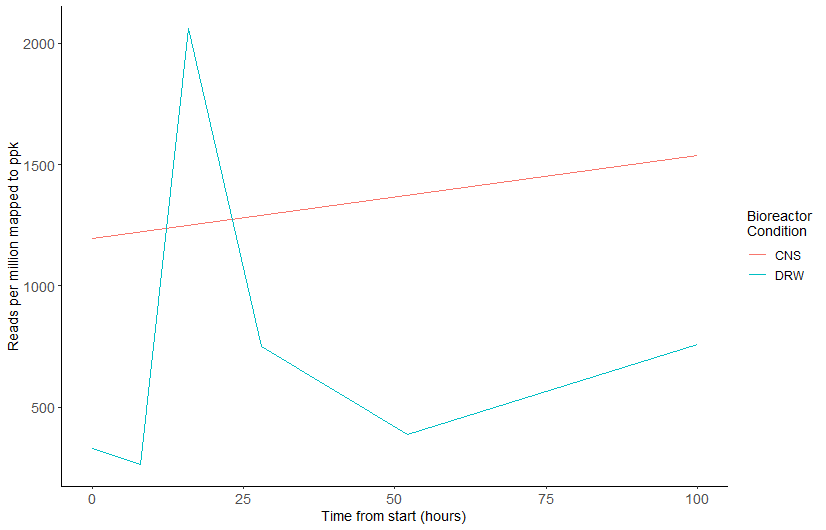 Reads per million mapped to ppk
2000
1500
1000
500
0
25
50
75
100
Time from start (hours)
Bioreactor
Condition
CNS
DRW